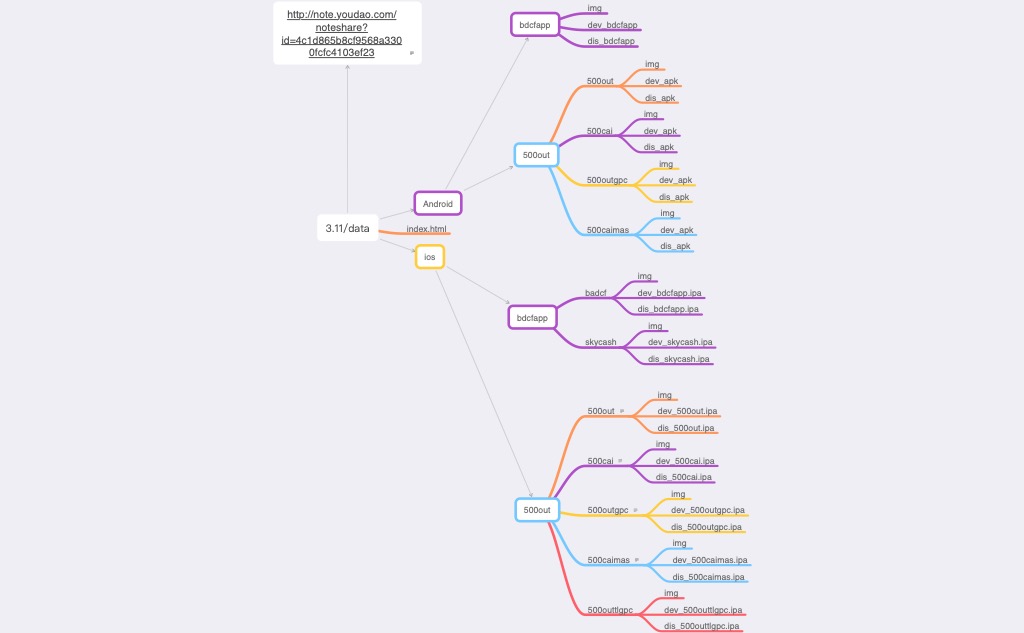 http://note.youdao.com/
noteshare?
id=4c1d865b8cf9568a330
0fcfc4103ef23
3.11/data
Android
index.html
ios
bdcfapp
img
dev_bdcfapp
dis_bdcfapp
500out
500out
img
dev_apk
dis_apk
500cai
img
dev_apk
dis_apk
500outgpc
img
dev_apk
dis_apk
500caimas
img
dev_apk
dis_apk
bdcfapp
badcf
img
dev_bdcfapp.ipa
dis_bdcfapp.ipa
skycash
img
dev_skycash.ipa
dis_skycash.ipa
500out
500out
img
dev_500out.ipa
dis_500out.ipa
500cai
img
dev_500cai.ipa
dis_500cai.ipa
500outgpc
img
dev_500outgpc.ipa
dis_500outgpc.ipa
500caimas
img
dev_500caimas.ipa
dis_500caimas.ipa
500outtlgpc
img
dev_500outtlgpc.ipa
dis_500outtlgpc.ipa